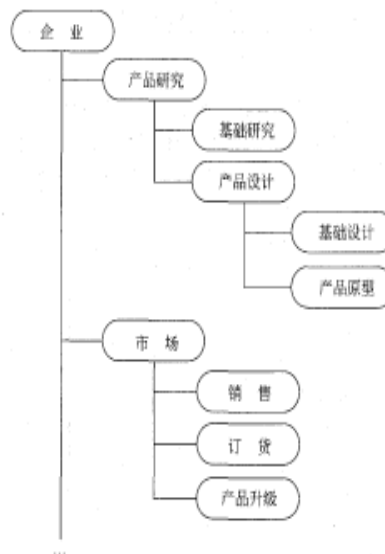 企 业
产品研究
基础研究
产品设计
基础设计
产品原型
市 场
销 售
订 货
产品升级
...